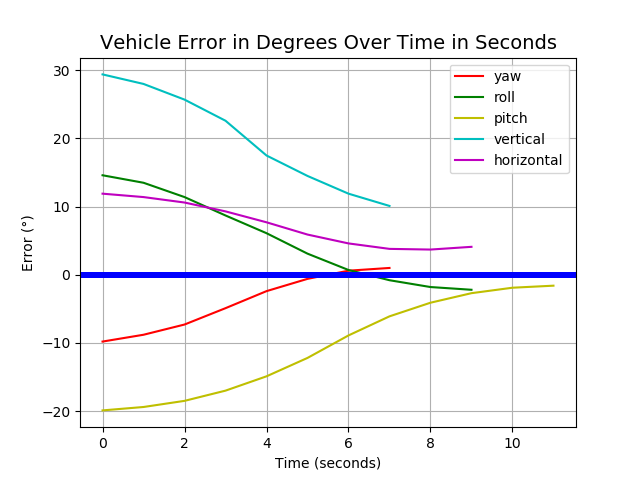 Vehicle Error in Degrees Over Time in Seconds
yaw
roll
pitch
vertical
horizontal
Error (°)
30
20
10
0
−10
−20
0 2 4 6 8 10
Time (seconds)